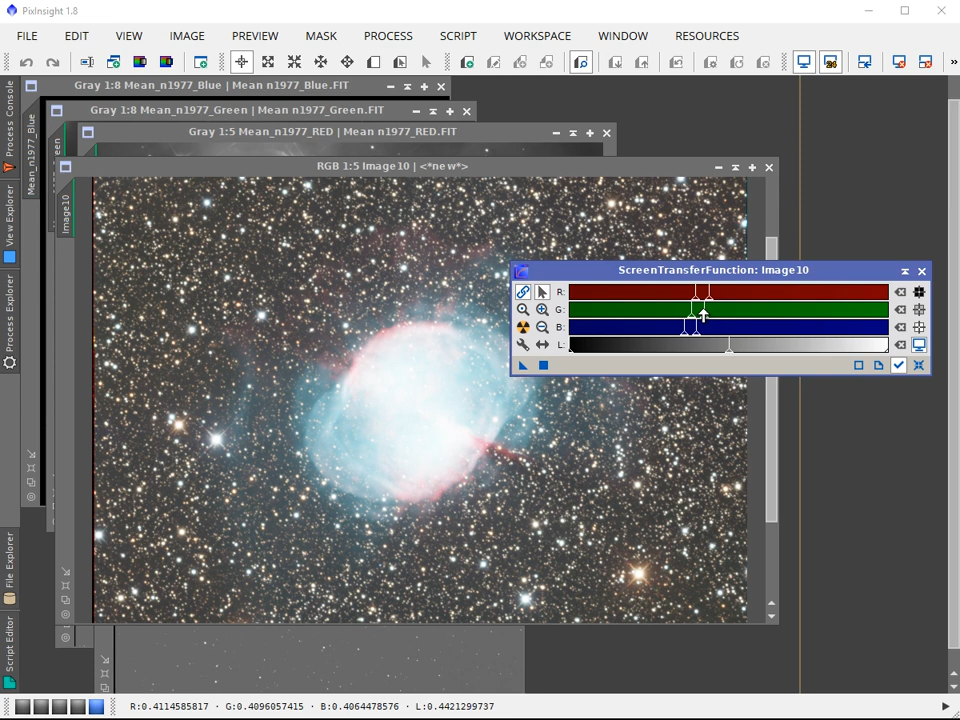 PixInsight 1.8
FILE EDIT VIEW IMAGE PREVIEW MASK PROCESS SCRIPT WORKSPACE WINDOW RESOURCES
Gray 1:8 Mean_n1977_Blue | Mean n1977_Blue.FIT
Gray 1:8 Mean_n1977_Green | Mean n1977_Green.FIT
Gray 1:5 Mean_n1977_RED | Mean n1977_RED.FIT
RGB 1:5 Image10 | <*new*>
Process Console
View Explorer
Process Explorer
File Explorer
Script Editor
Mean_n1977_Blue
een
Image10
ScreenTransferFunction: Image10
R:
G:
B:
L:
R:0.4114585817 · G:0.4096057415 · B:0.4064478576 · L:0.4421299737